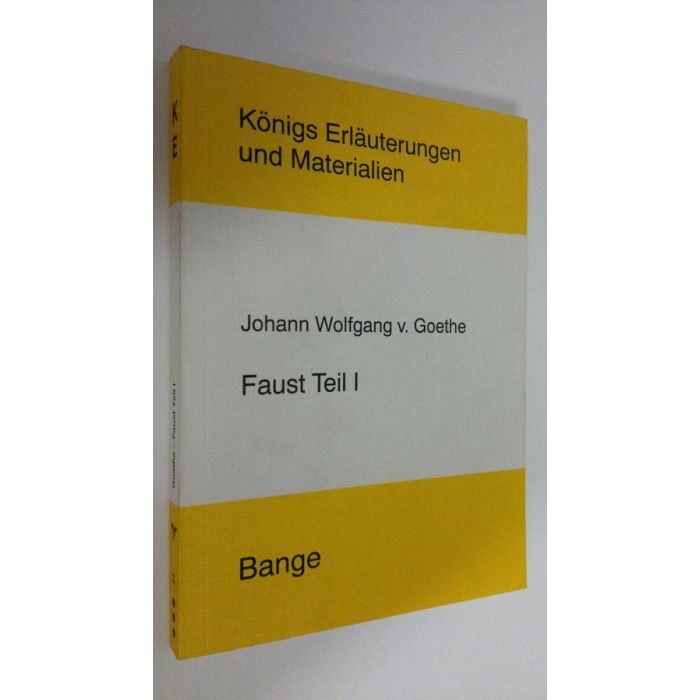 Königs Erläuterungen
und Materialien
Johann Wolfgang v. Goethe
Faust Teil I
Bange
K
E
Goethe - Faust Teil I